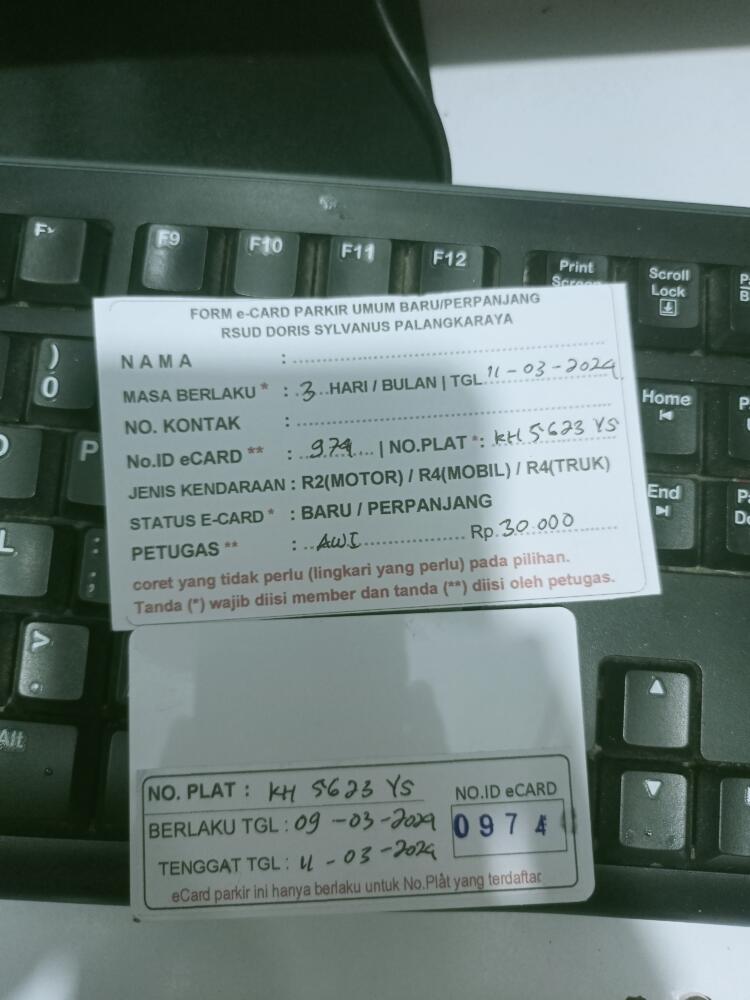 F9
F10
F11
F12
Print
Screen
Scroll
Lock
)
0
Home
P
End
L
:
;
>
.
Alt
FORM e-CARD PARKIR UMUM BARU/PERPANJANG
RSUD DORIS SYLVANUS PALANGKARAYA
NAMA :
MASA BERLAKU * : 3 HARI / BULAN | TGL 11-03-2024
NO. KONTAK :
No.ID eCARD ** : 974 | NO.PLAT *: KH 5623 YS
JENIS KENDARAAN : R2(MOTOR) / R4(MOBIL) / R4(TRUK)
STATUS E-CARD * : BARU / PERPANJANG
PETUGAS ** : AWI Rp.30.000
coret yang tidak perlu (lingkari yang perlu) pada pilihan.
Tanda (*) wajib diisi member dan tanda (**) diisi oleh petugas.
NO. PLAT : KH 5623 YS
NO.ID eCARD
BERLAKU TGL : 09-03-2024
0974
TENGGAT TGL : 11-03-2024
eCard parkir ini hanya berlaku untuk No.Plat yang terdaftar